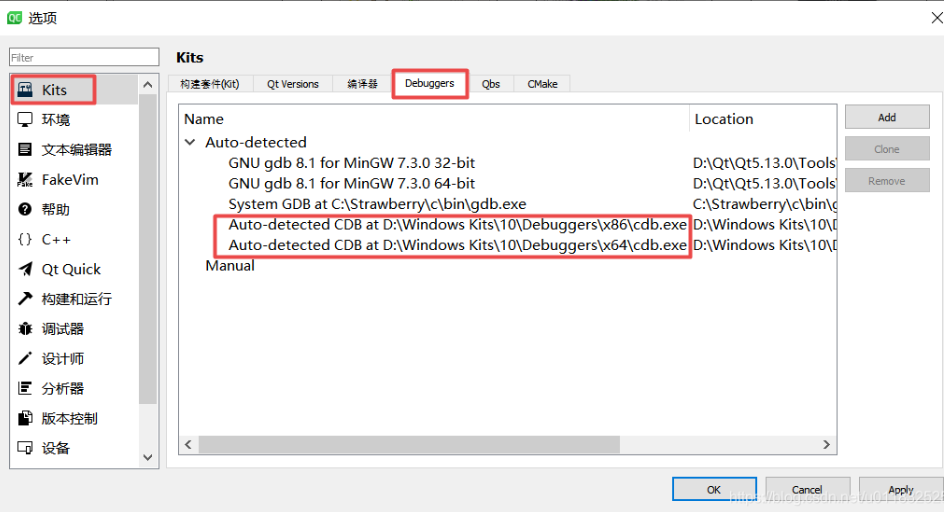 QC 选项
Filter
Kits
环境
文本编辑器
FakeVim
帮助
C++
Qt Quick
构建和运行
调试器
设计师
分析器
版本控制
设备
Kits
构建套件(Kit) Qt Versions 编译器 Debuggers Qbs CMake
Name Location
Auto-detected
GNU gdb 8.1 for MinGW 7.3.0 32-bit D:\Qt\Qt5.13.0\Tools\
GNU gdb 8.1 for MinGW 7.3.0 64-bit D:\Qt\Qt5.13.0\Tools\
System GDB at C:\Strawberry\c\bin\gdb.exe C:\Strawberry\c\bin\g
Auto-detected CDB at D:\Windows Kits\10\Debuggers\x86\cdb.exe D:\Windows Kits\10\D
Auto-detected CDB at D:\Windows Kits\10\Debuggers\x64\cdb.exe D:\Windows Kits\10\D
Manual
Add
Clone
Remove
OK Cancel Apply